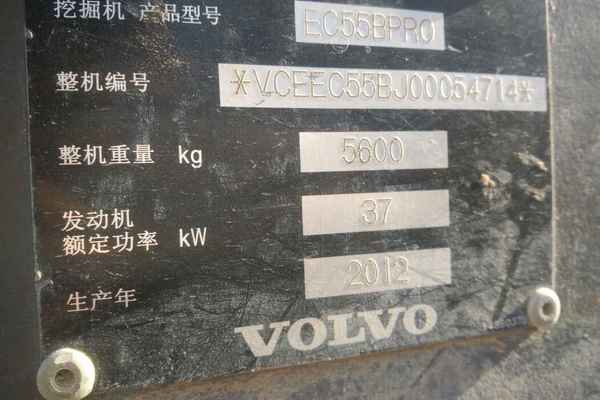 挖掘机 产品型号 EC55BPRO
整机编号 *VCEEC55BJ00054714*
整机重量 kg 5600
发动机
额定功率 kW 37
生产年 2012
VOLVO